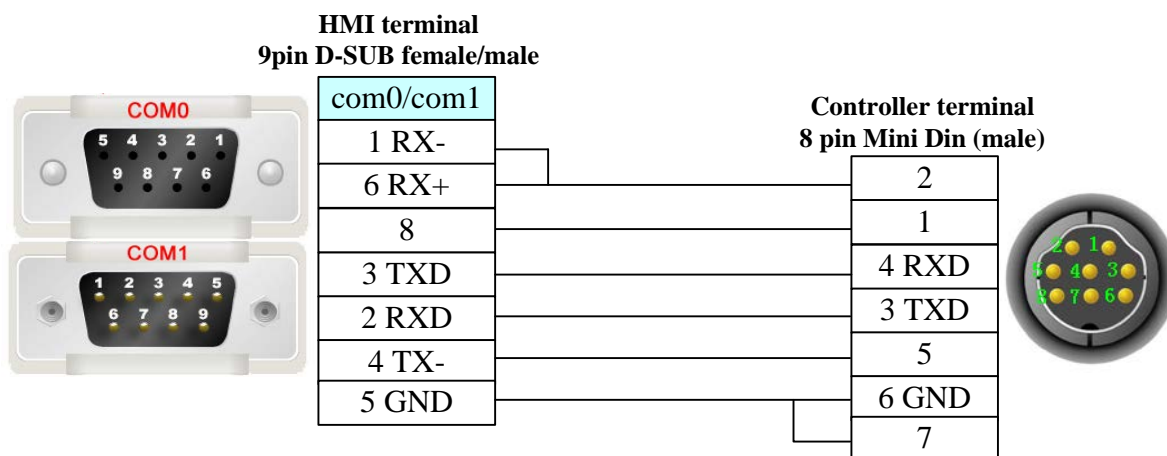 HMI terminal
9pin D-SUB female/male
com0/com1
1 RX-
6 RX+
8
3 TXD
2 RXD
4 TX-
5 GND
COM0
5 4 3 2 1
9 8 7 6
COM1
1 2 3 4 5
6 7 8 9
Controller terminal
8 pin Mini Din (male)
2
1
4 RXD
3 TXD
5
6 GND
7
2 1
5 4 3
8 7 6